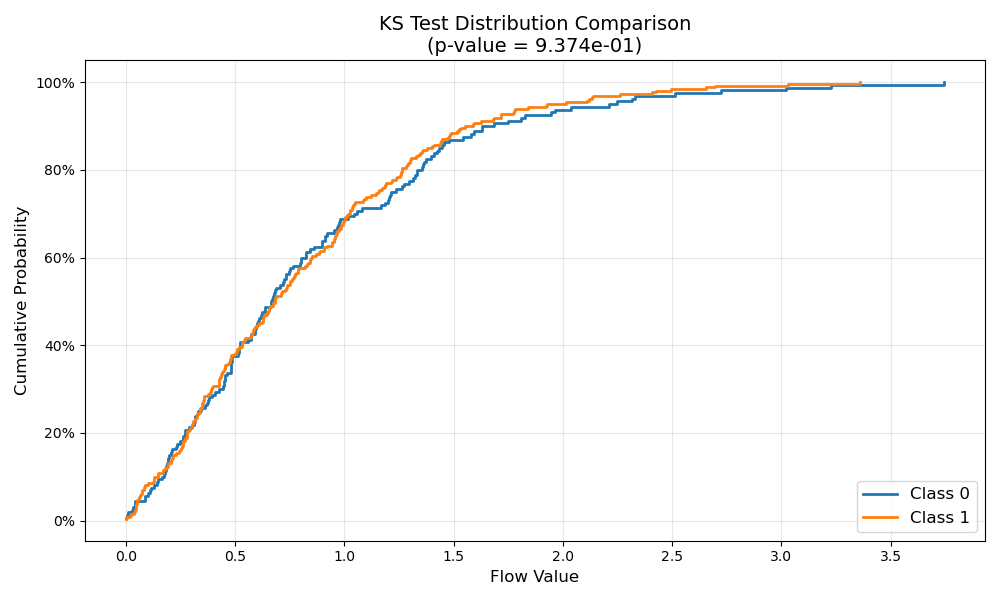 KS Test Distribution Comparison
(p-value = 9.374e-01)
100%
80%
60%
40%
20%
0%
Cumulative Probability
0.0 0.5 1.0 1.5 2.0 2.5 3.0 3.5
Flow Value
Class 0
Class 1